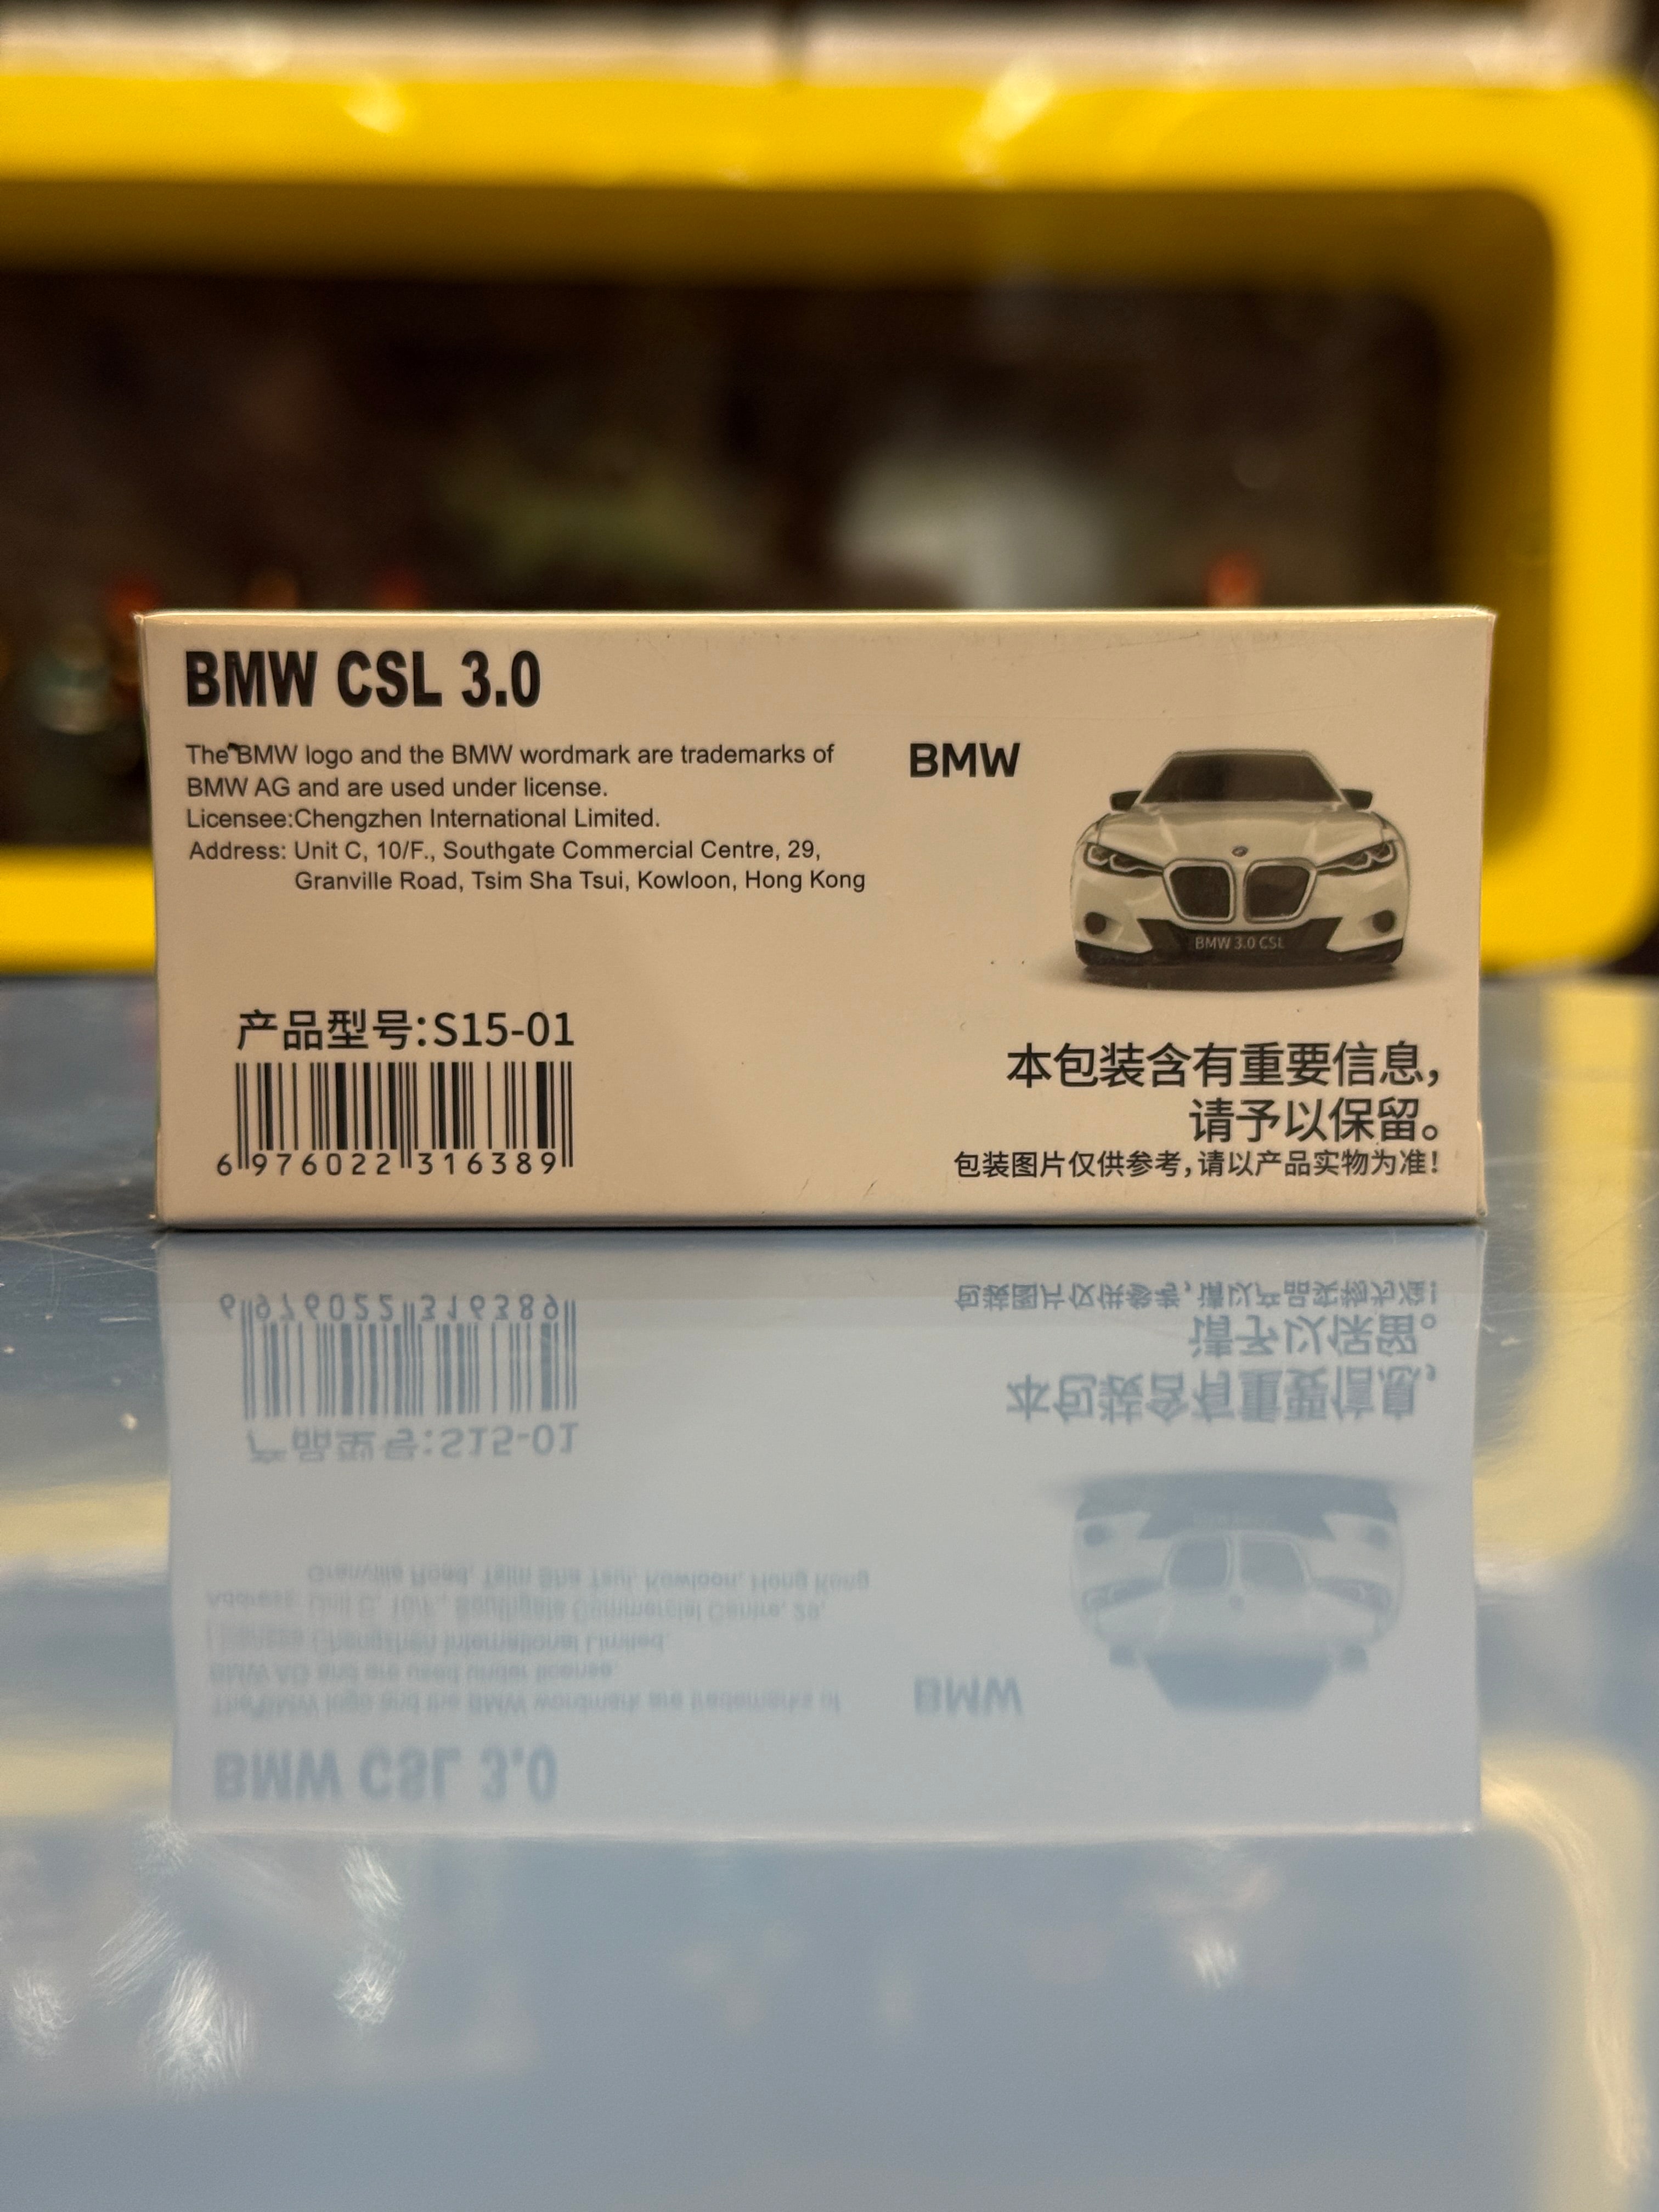 BMW CSL 3.0
The BMW logo and the BMW wordmark are trademarks of
BMW AG and are used under license.
Licensee:Chengzhen International Limited.
Address: Unit C, 10/F., Southgate Commercial Centre, 29,
Granville Road, Tsim Sha Tsui, Kowloon, Hong Kong
BMW
BMW 3.0 CSL
产品型号:S15-01
6 976022 316389
本包装含有重要信息，
请予以保留。
包装图片仅供参考，请以产品实物为准！